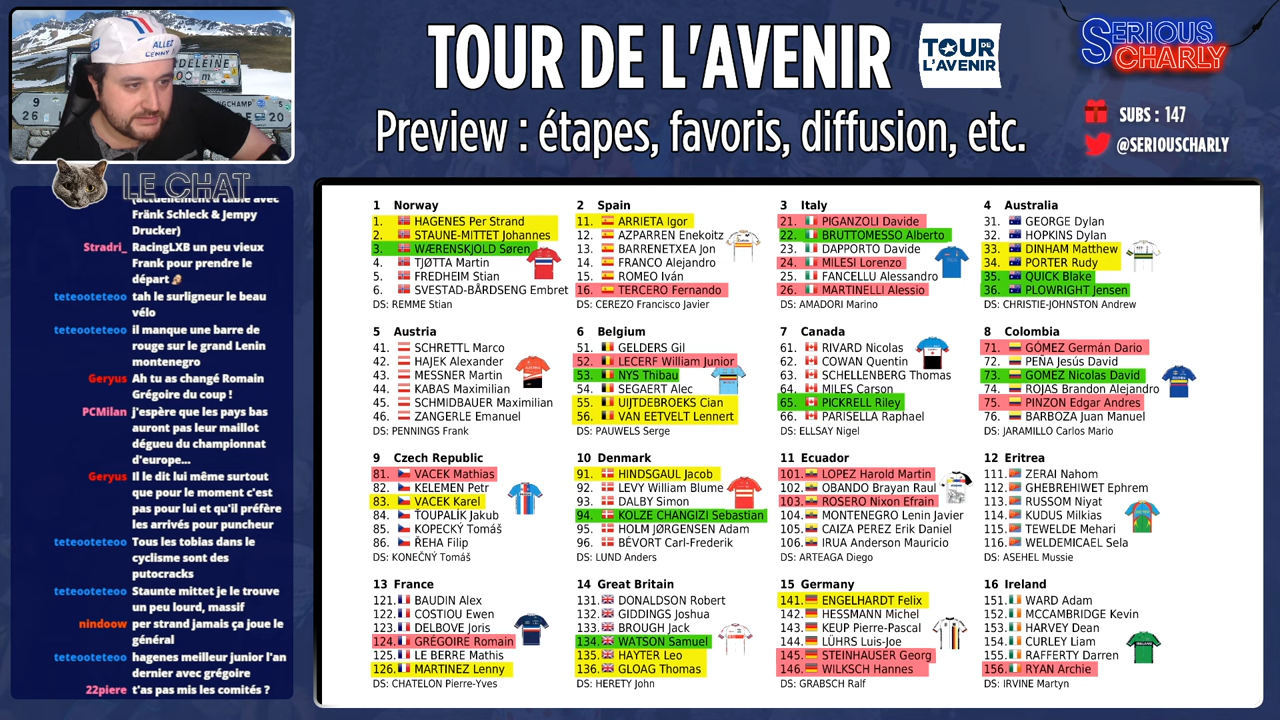 TOUR DE L'AVENIR
TOUR DE L'AVENIR
Preview : étapes, favoris, diffusion, etc.
SERIOUS
CHARLY
SUBS : 147
@SERIOUSCHARLY
ALLEZ
LENNY
DELEINE
9
26
20
LE CHAT
(actuellement à table avec
Fränk Schleck & Jempy
Drucker)
Stradri_ RacingLXB un peu vieux
Frank pour prendre le
départ
teteooteteoo tah le surligneur le beau
vélo
teteooteteoo il manque une barre de
rouge sur le grand Lenin
montenegro
Geryus Ah tu as changé Romain
Grégoire du coup !
PCMilan j'espère que les pays bas
auront pas leur maillot
dégueu du championnat
d'europe...
Geryus Il le dit lui même surtout
que pour le moment c'est
pas pour lui et qu'il préfère
les arrivés pour puncheur
teteooteteoo Tous les tobias dans le
cyclisme sont des
putocracks
teteooteteoo Staunte mittet je le trouve
un peu lourd, massif
nindoow per strand jamais ça joue le
général
teteooteteoo hagenes meilleur junior l'an
dernier avec grégoire
22piere t'as pas mis les comités ?
1 Norway
1. HAGENES Per Strand
2. STAUNE-MITTET Johannes
3. WÆRENSKJOLD Søren
4. TJØTTA Martin
5. FREDHEIM Stian
6. SVESTAD-BÅRDSENG Embret
DS: REMME Stian
2 Spain
11. ARRIETA Igor
12. AZPARREN Enekoitz
13. BARRENETXEA Jon
14. FRANCO Alejandro
15. ROMEO Iván
16. TERCERO Fernando
DS: CEREZO Francisco Javier
3 Italy
21. PIGANZOLI Davide
22. BRUTTOMESSO Alberto
23. DAPPORTO Davide
24. MILESI Lorenzo
25. FANCELLU Alessandro
26. MARTINELLI Alessio
DS: AMADORI Marino
4 Australia
31. GEORGE Dylan
32. HOPKINS Dylan
33. DINHAM Matthew
34. PORTER Rudy
35. QUICK Blake
36. PLOWRIGHT Jensen
DS: CHRISTIE-JOHNSTON Andrew
5 Austria
41. SCHRETTL Marco
42. HAJEK Alexander
43. MESSNER Martin
44. KABAS Maximilian
45. SCHMIDBAUER Maximilian
46. ZANGERLE Emanuel
DS: PENNINGS Frank
6 Belgium
51. GELDERS Gil
52. LECERF William Junior
53. NYS Thibau
54. SEGAERT Alec
55. UIJTDEBROEKS Cian
56. VAN EETVELT Lennert
DS: PAUWELS Serge
7 Canada
61. RIVARD Nicolas
62. COWAN Quentin
63. SCHELLENBERG Thomas
64. MILES Carson
65. PICKRELL Riley
66. PARISELLA Raphael
DS: ELLSAY Nigel
8 Colombia
71. GÓMEZ Germán Dario
72. PEÑA Jesús David
73. GOMEZ Nicolas David
74. ROJAS Brandon Alejandro
75. PINZON Edgar Andres
76. BARBOZA Juan Manuel
DS: JARAMILLO Carlos Mario
9 Czech Republic
81. VACEK Mathias
82. KELEMEN Petr
83. VACEK Karel
84. ŤOUPALÍK Jakub
85. KOPECKÝ Tomáš
86. ŘEHA Filip
DS: KONEČNÝ Tomáš
10 Denmark
91. HINDSGAUL Jacob
92. LEVY William Blume
93. DALBY Simon
94. KOLZE CHANGIZI Sebastian
95. HOLM JØRGENSEN Adam
96. BÉVORT Carl-Frederik
DS: LUND Anders
11 Ecuador
101. LOPEZ Harold Martin
102. OBANDO Brayan Raul
103. ROSERO Nixon Efrain
104. MONTENEGRO Lenin Javier
105. CAIZA PEREZ Erik Daniel
106. IRUA Anderson Mauricio
DS: ARTEAGA Diego
12 Eritrea
111. ZERAI Nahom
112. GHEBREHIWET Ephrem
113. RUSSOM Niyat
114. KUDUS Milkias
115. TEWELDE Mehari
116. WELDEMICAEL Sela
DS: ASEHEL Mussie
13 France
121. BAUDIN Alex
122. COSTIOU Ewen
123. DELBOVE Joris
124. GRÉGOIRE Romain
125. LE BERRE Mathis
126. MARTINEZ Lenny
DS: CHATELON Pierre-Yves
14 Great Britain
131. DONALDSON Robert
132. GIDDINGS Joshua
133. BROUGH Jack
134. WATSON Samuel
135. HAYTER Leo
136. GLOAG Thomas
DS: HERETY John
15 Germany
141. ENGELHARDT Felix
142. HESSMANN Michel
143. KEUP Pierre-Pascal
144. LÜHRS Luis-Joe
145. STEINHAUSER Georg
146. WILKSCH Hannes
DS: GRABSCH Ralf
16 Ireland
151. WARD Adam
152. MCCAMBRIDGE Kevin
153. HARVEY Dean
154. CURLEY Liam
155. RAFFERTY Darren
156. RYAN Archie
DS: IRVINE Martyn